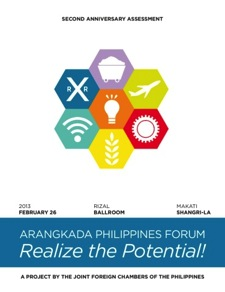 SECOND ANNIVERSARY ASSESSMENT
R X R
2013 RIZAL MAKATI
FEBRUARY 26 BALLROOM SHANGRI-LA
ARANGKADA PHILIPPINES FORUM
Realize the Potential!
A PROJECT BY THE JOINT FOREIGN CHAMBERS OF THE PHILIPPINES